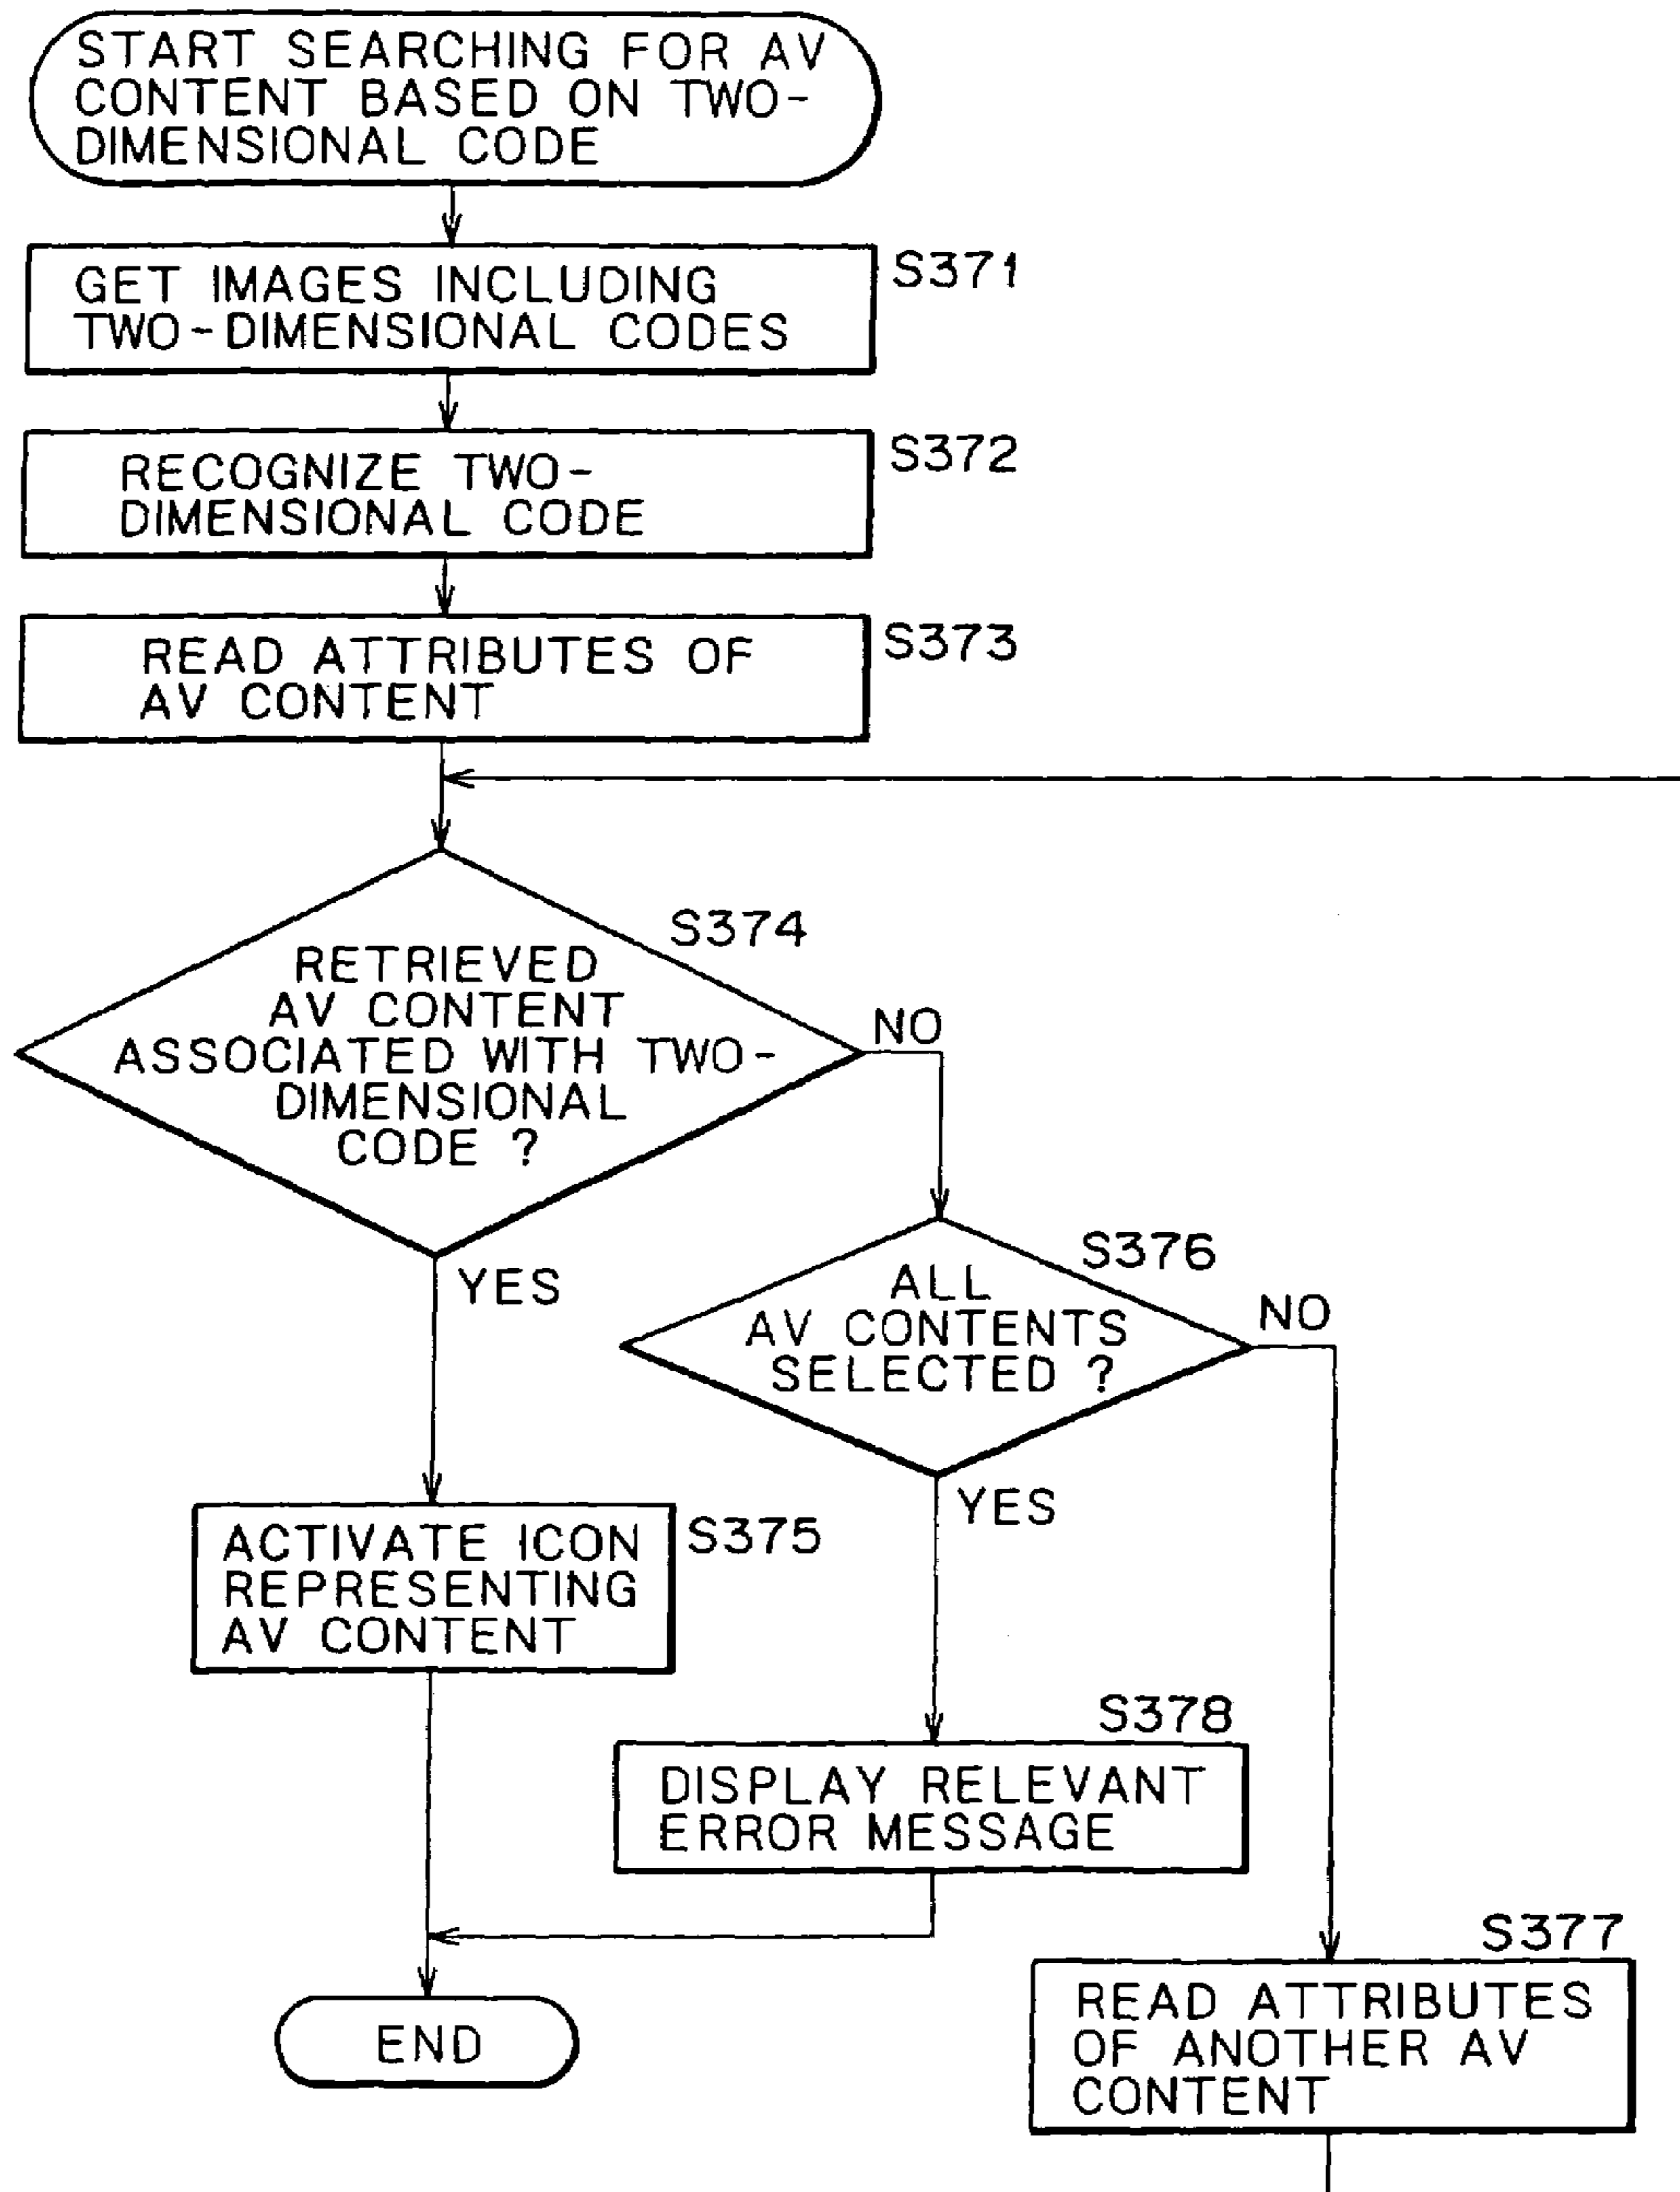 START SEARCHING FOR AV
CONTENT BASED ON TWO-
DIMENSIONAL CODE
GET IMAGES INCLUDING
TWO-DIMENSIONAL CODES
S371
RECOGNIZE TWO-
DIMENSIONAL CODE
S372
READ ATTRIBUTES OF
AV CONTENT
S373
S374
RETRIEVED
AV CONTENT
ASSOCIATED WITH TWO-
DIMENSIONAL
CODE ?
NO
YES
S376
ALL
AV CONTENTS
SELECTED ?
NO
YES
ACTIVATE ICON
REPRESENTING
AV CONTENT
S375
S378
DISPLAY RELEVANT
ERROR MESSAGE
S377
READ ATTRIBUTES
OF ANOTHER AV
CONTENT
END